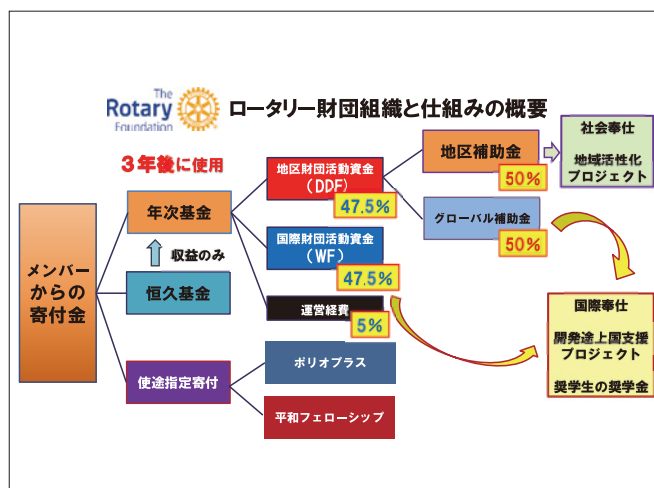 The
Rotary
Foundation
ロータリー財団組織と仕組みの概要
3年後に使用
メンバー
からの
寄付金
年次基金
収益のみ
恒久基金
使途指定寄付
地区財団活動資金
(DDF)
47.5%
国際財団活動資金
(WF)
47.5%
運営経費
5%
ポリオプラス
平和フェローシップ
地区補助金
50%
グローバル補助金
50%
社会奉仕
地域活性化
プロジェクト
国際奉仕
開発途上国支援
プロジェクト
奨学生の奨学金